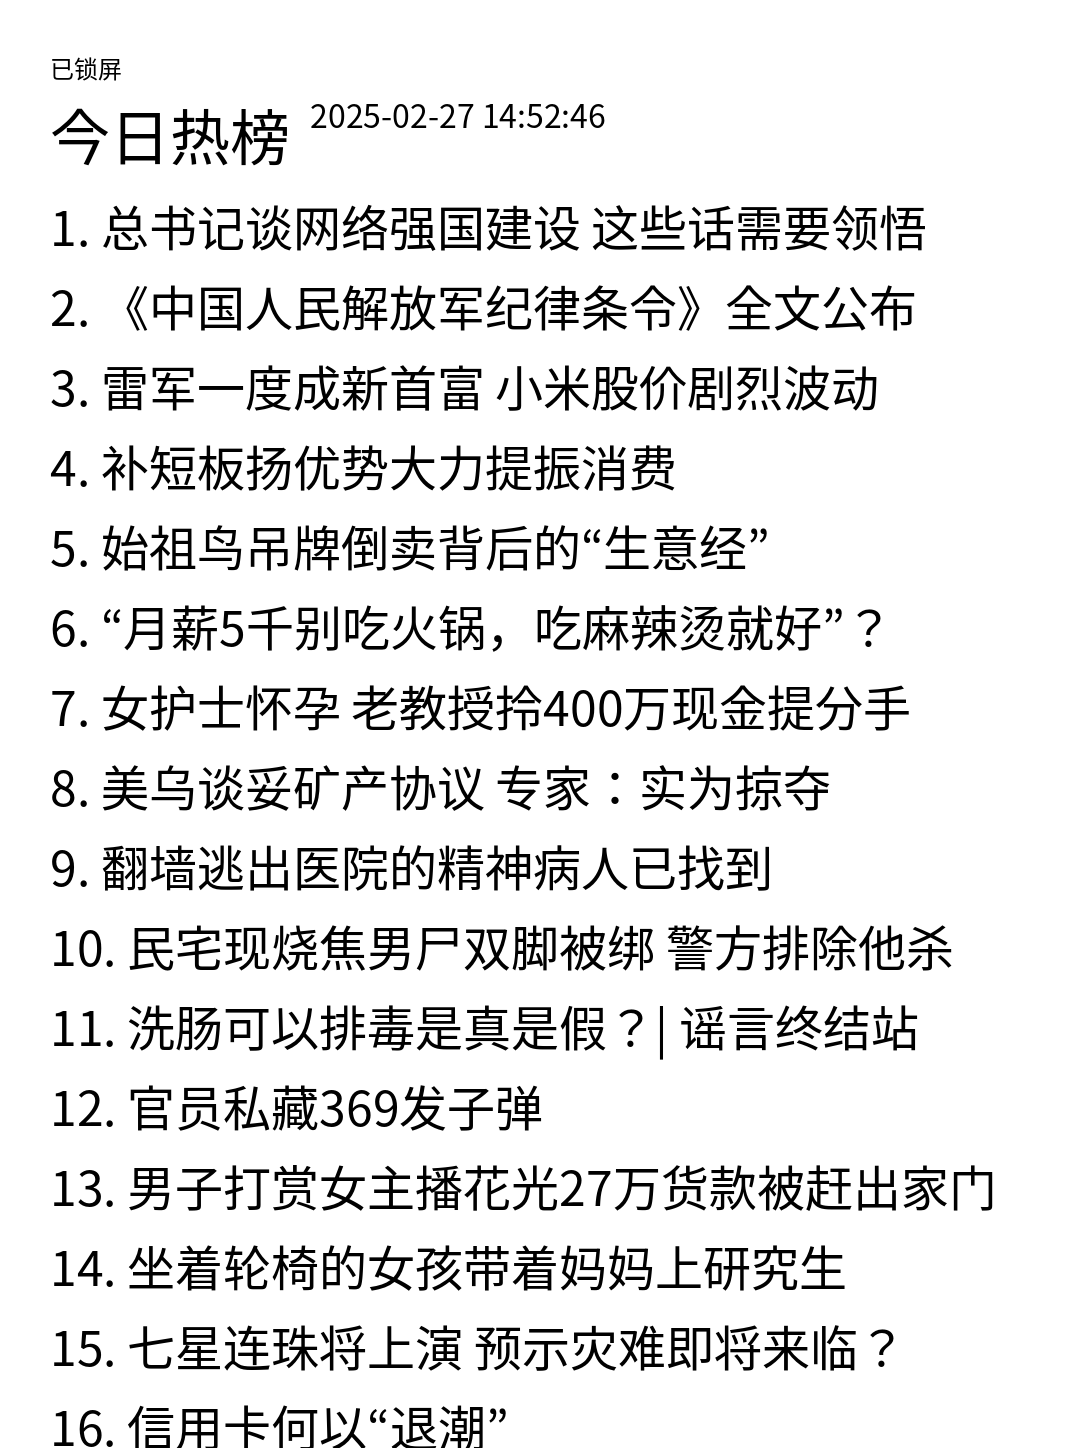 已锁屏
今日热榜 2025-02-27 14:52:46
1. 总书记谈网络强国建设 这些话需要领悟
2. 《中国人民解放军纪律条令》全文公布
3. 雷军一度成新首富 小米股价剧烈波动
4. 补短板扬优势大力提振消费
5. 始祖鸟吊牌倒卖背后的“生意经”
6. “月薪5千别吃火锅，吃麻辣烫就好”？
7. 女护士怀孕 老教授拎400万现金提分手
8. 美乌谈妥矿产协议 专家：实为掠夺
9. 翻墙逃出医院的精神病人已找到
10. 民宅现烧焦男尸双脚被绑 警方排除他杀
11. 洗肠可以排毒是真是假？| 谣言终结站
12. 官员私藏369发子弹
13. 男子打赏女主播花光27万货款被赶出家门
14. 坐着轮椅的女孩带着妈妈上研究生
15. 七星连珠将上演 预示灾难即将来临？
16. 信用卡何以“退潮”